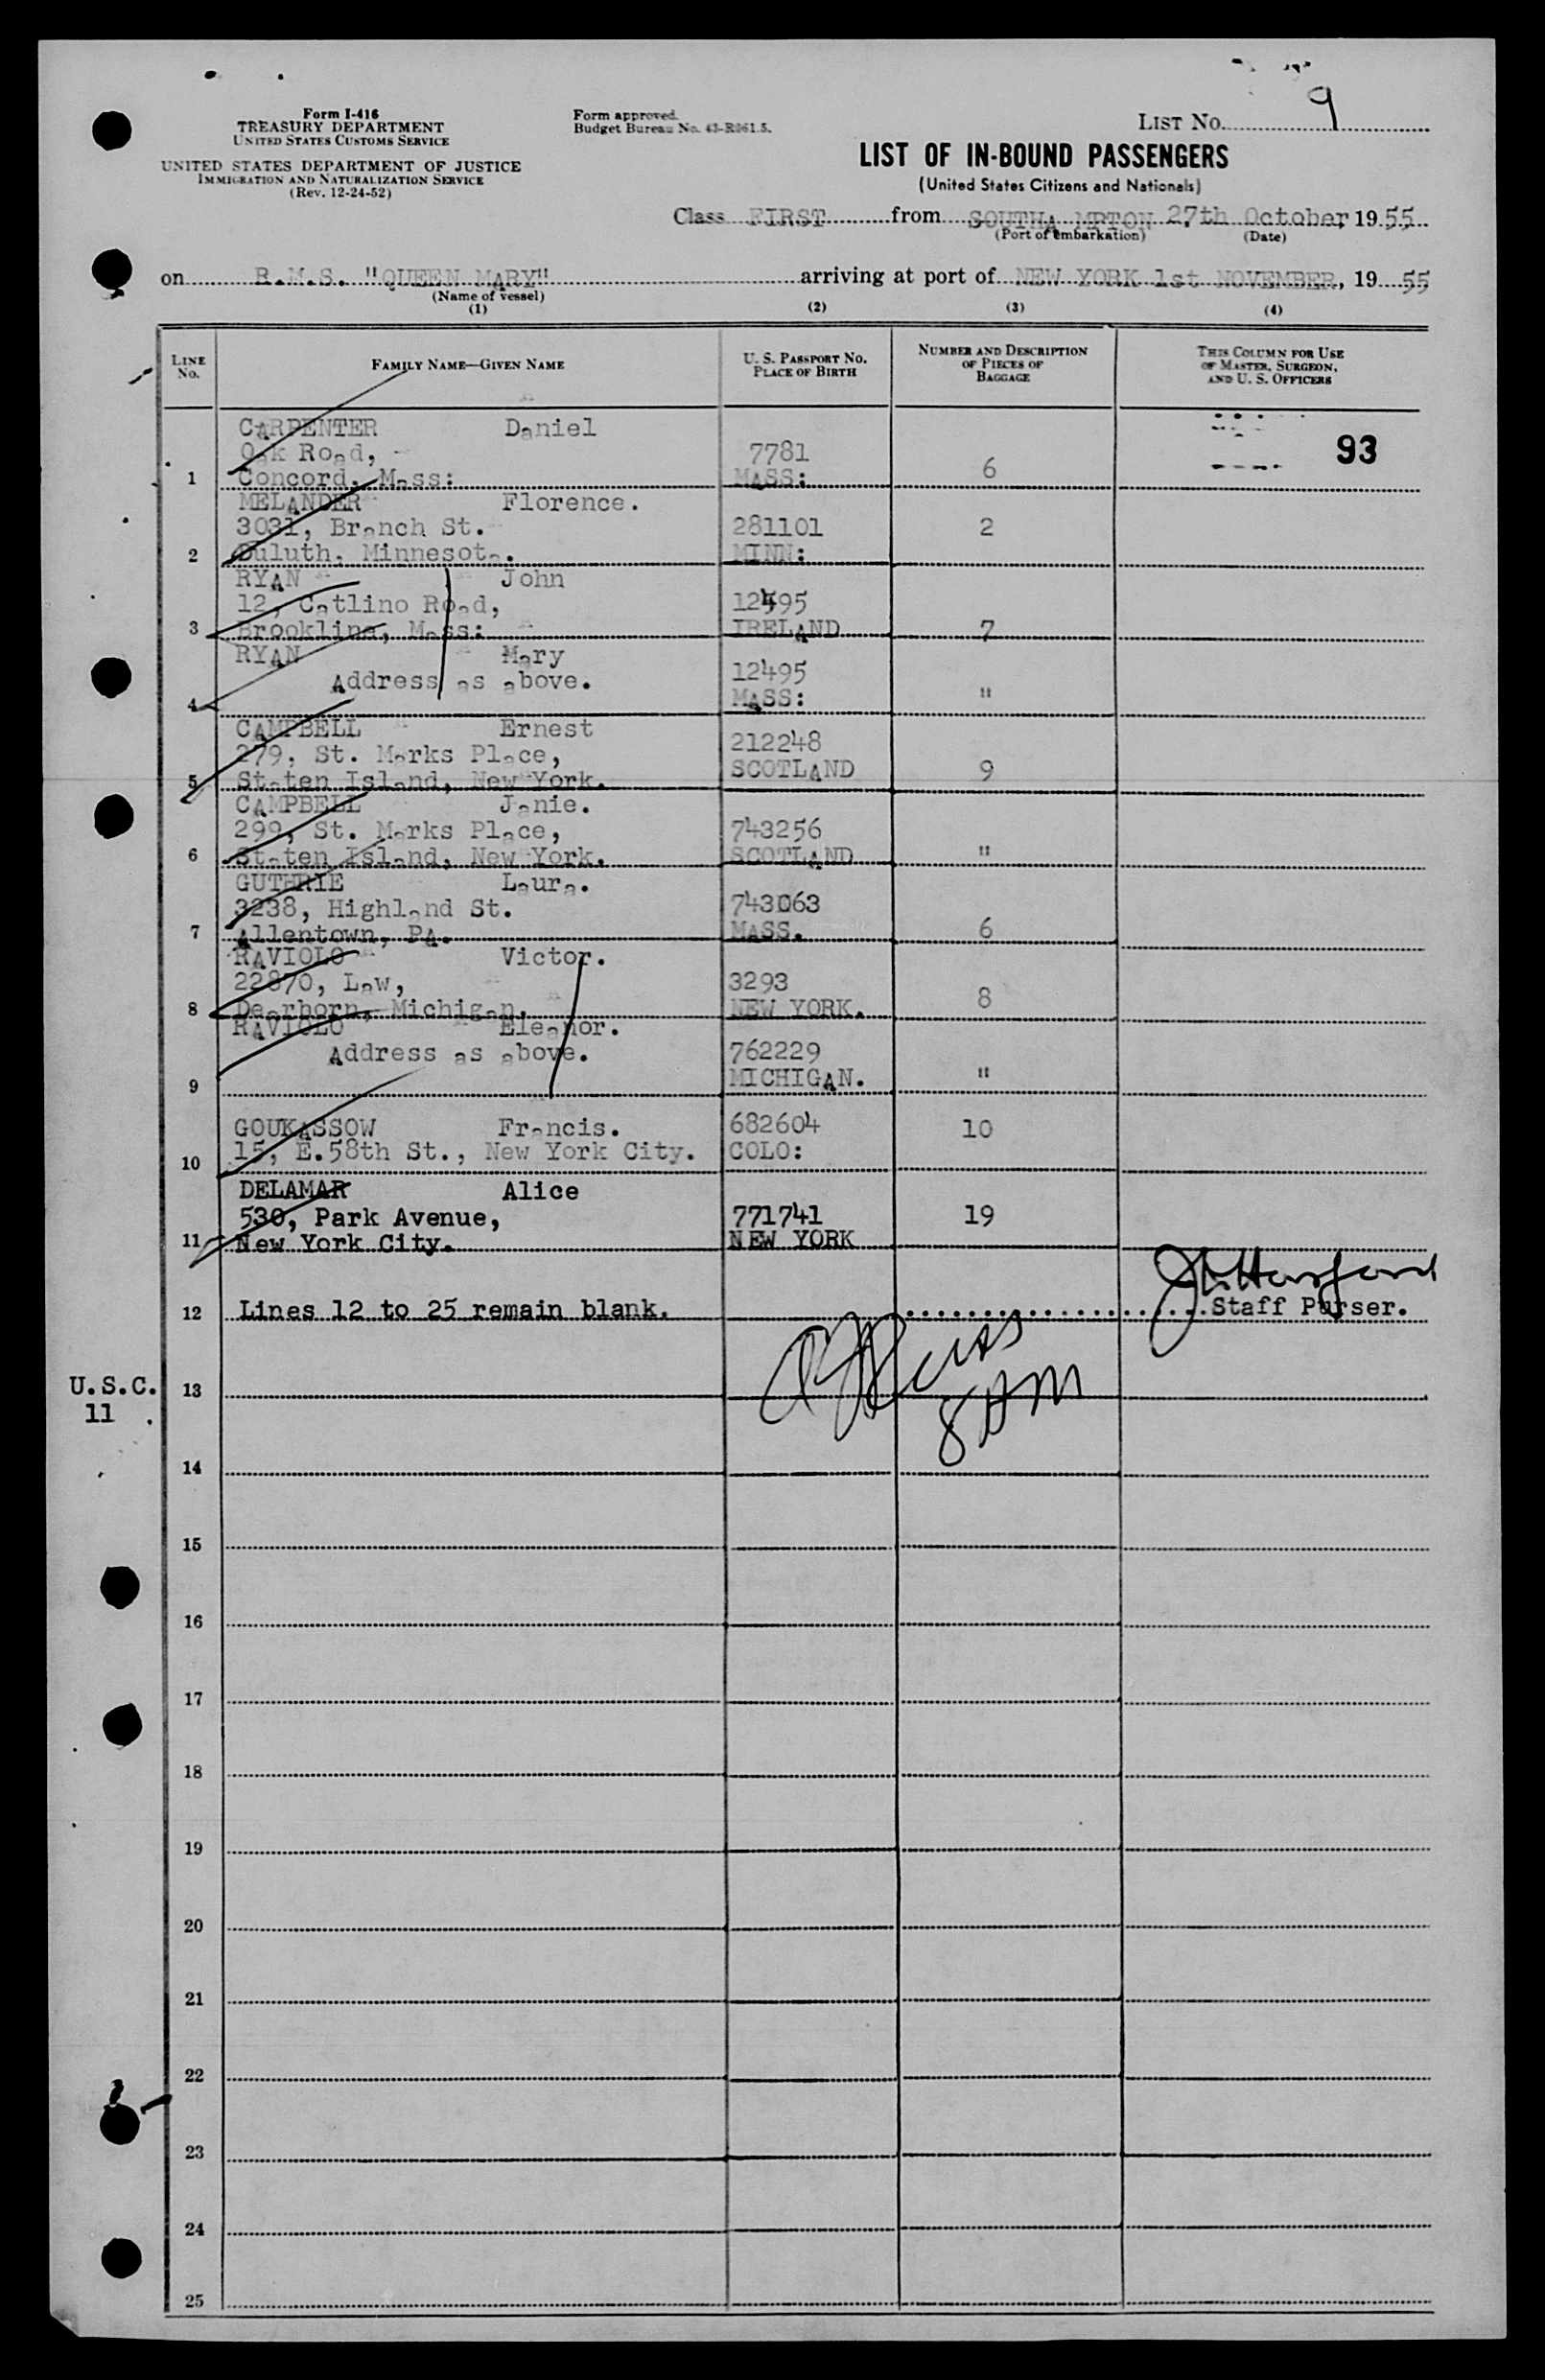 Form I-416
TREASURY DEPARTMENT
UNITED STATES CUSTOMS SERVICE
UNITED STATES DEPARTMENT OF JUSTICE
IMMIGRATION AND NATURALIZATION SERVICE
(Rev. 12-24-52)
Form approved.
Budget Bureau No. 43-R061.5.
LIST No. 9
LIST OF IN-BOUND PASSENGERS
(United States Citizens and Nationals)
Class FIRST from SOUTHAMPTON 27th October 1955
(Port of embarkation) (Date)
on R.M.S. "QUEEN MARY" arriving at port of NEW YORK 1st NOVEMBER, 1955
(Name of vessel)
(1) (2) (3) (4)
LINE No. FAMILY NAME—GIVEN NAME U. S. PASSPORT No. PLACE OF BIRTH NUMBER AND DESCRIPTION OF PIECES OF BAGGAGE THIS COLUMN FOR USE OF MASTER, SURGEON, AND U. S. OFFICERS
CARPENTER Daniel
93
Oak Road, 7781
1 Concord, Mass: MASS: 6
MELANDER Florence.
3031, Branch St. 281101 2
2 Duluth, Minnesota. MINN:
RYAN John
12, Catlino Road, 12495
3 Brookline, Mass: IRELAND 7
RYAN Mary 12495
Address as above. MASS: "
4
CAMPBELL Ernest 212248
279, St. Marks Place, SCOTLAND 9
5 Staten Island, New York.
CAMPBELL Janie.
299, St. Marks Place, 743256
6 Staten Island, New York. SCOTLAND "
GUTHRIE Laura.
3238, Highland St. 743063
7 Allentown, PA. MASS. 6
RAVIOLO Victor.
22870, Law, 3293 8
8 Dearborn, Michigan. NEW YORK.
RAVIOLO Eleanor.
Address as above. 762229
9 MICHIGAN. "
GOUKASSOW Francis. 682604 10
15, E.58th St., New York City. COLO:
10
DELAMAR Alice
530, Park Avenue, 771741 19
11 New York City. NEW YORK
12 Lines 12 to 25 remain blank. Staff Purser.
U.S.C. 13
11
8 AM
14
15
16
17
18
19
20
21
22
23
24
25